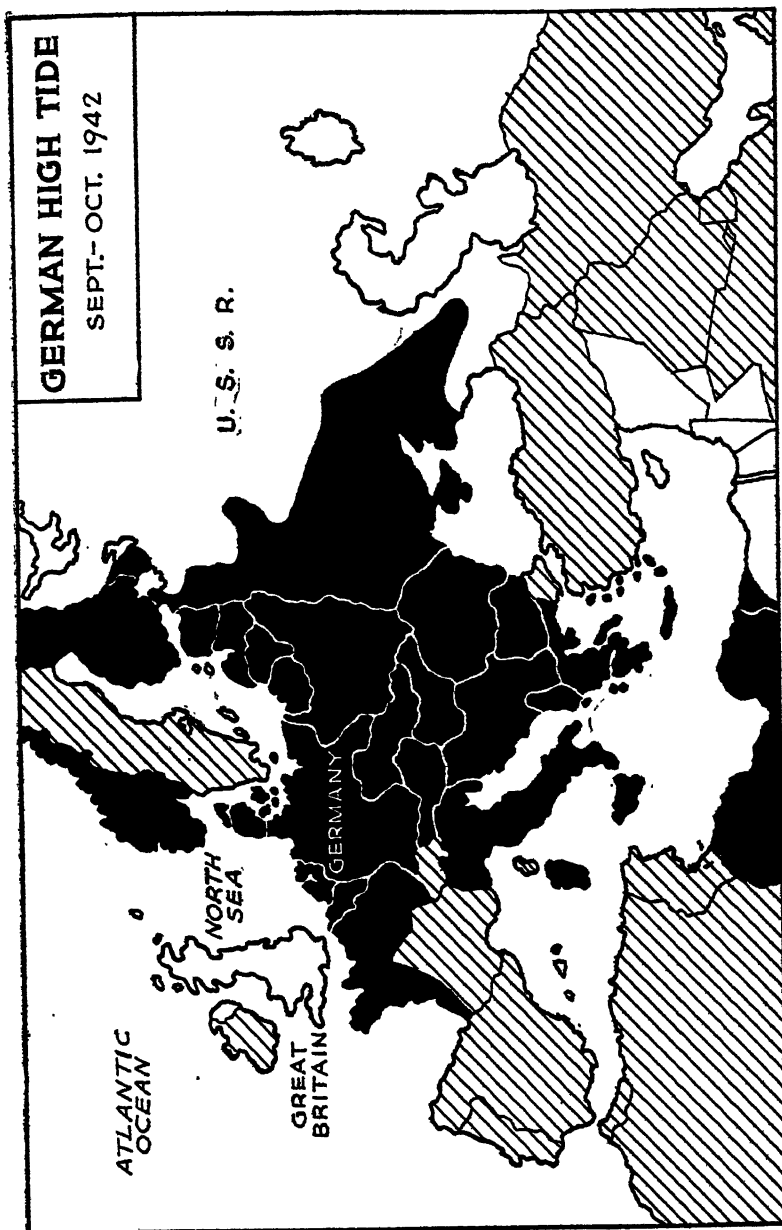 GERMAN HIGH TIDE
SEPT.- OCT. 1942
U. S. S. R.
ATLANTIC
OCEAN
NORTH
SEA
GREAT
BRITAIN
GERMANY